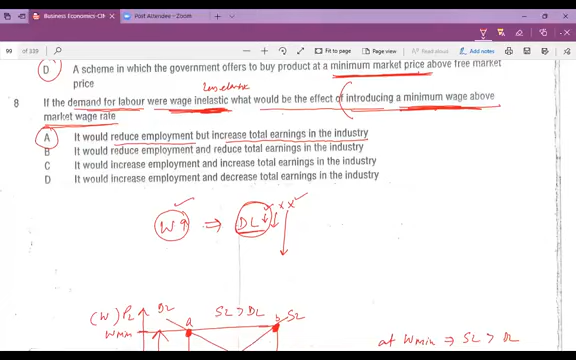 Business Economics-CM
Post Attendee - Zoom
99 of 339
Fit to page
Page view
Read aloud
Add notes
D A scheme in which the government offers to buy product at a minimum market price above free market
price
less elastic
8 If the demand for labour were wage inelastic what would be the effect of introducing a minimum wage above
market wage rate
A It would reduce employment but increase total earnings in the industry
B It would reduce employment and reduce total earnings in the industry
C It would increase employment and increase total earnings in the industry
D It would increase employment and decrease total earnings in the industry
W↑ ⇒ DL↓ ↓ x x
(W) PL DL SL > DL SL
Wmin a b
at Wmin ⇒ SL > DL